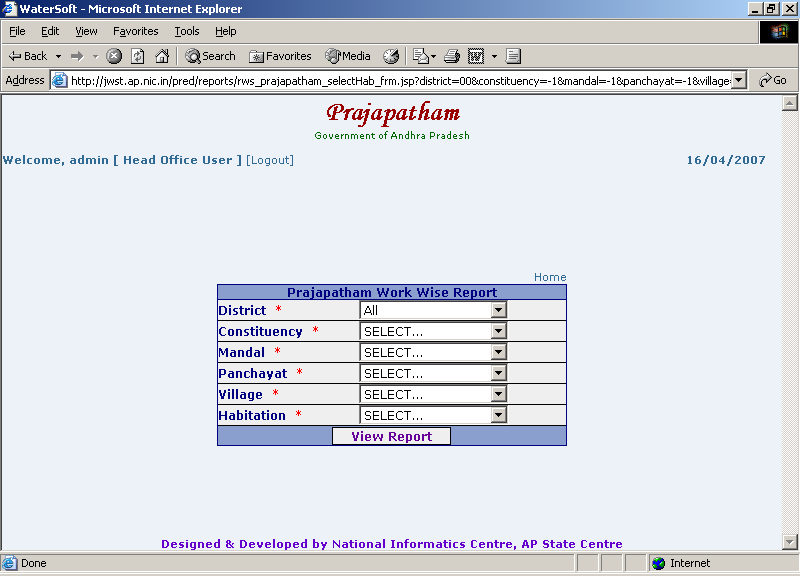 WaterSoft - Microsoft Internet Explorer
File Edit View Favorites Tools Help
Back Search Favorites Media
Address http://jwst.ap.nic.in/pred/reports/rws_prajapatham_selectHab_frm.jsp?district=00&constituency=-1&mandal=-1&panchayat=-1&village= Go
Prajapatham
Government of Andhra Pradesh
Welcome, admin [ Head Office User ] [Logout] 16/04/2007
Home
Prajapatham Work Wise Report
District * All
Constituency * SELECT...
Mandal * SELECT...
Panchayat * SELECT...
Village * SELECT...
Habitation * SELECT...
View Report
Designed & Developed by National Informatics Centre, AP State Centre
Done Internet